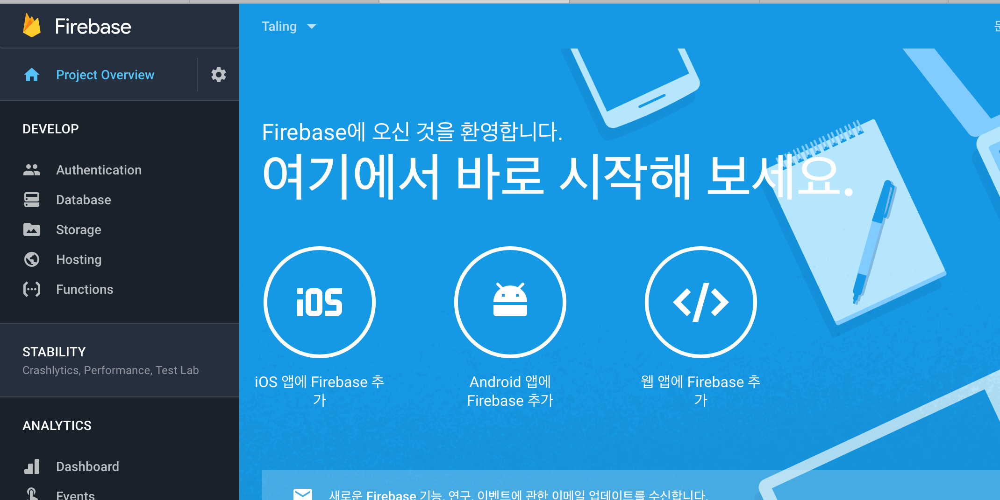 Firebase
Taling
Project Overview
DEVELOP
Authentication
Database
Storage
Hosting
Functions
STABILITY
Crashlytics, Performance, Test Lab
ANALYTICS
Dashboard
Events
Firebase에 오신 것을 환영합니다.
여기에서 바로 시작해 보세요.
iOS
iOS 앱에 Firebase 추
가
Android 앱에
Firebase 추가
웹 앱에 Firebase 추
가
새로운 Firebase 기능, 연구, 이벤트에 관한 이메일 업데이트를 수신합니다.